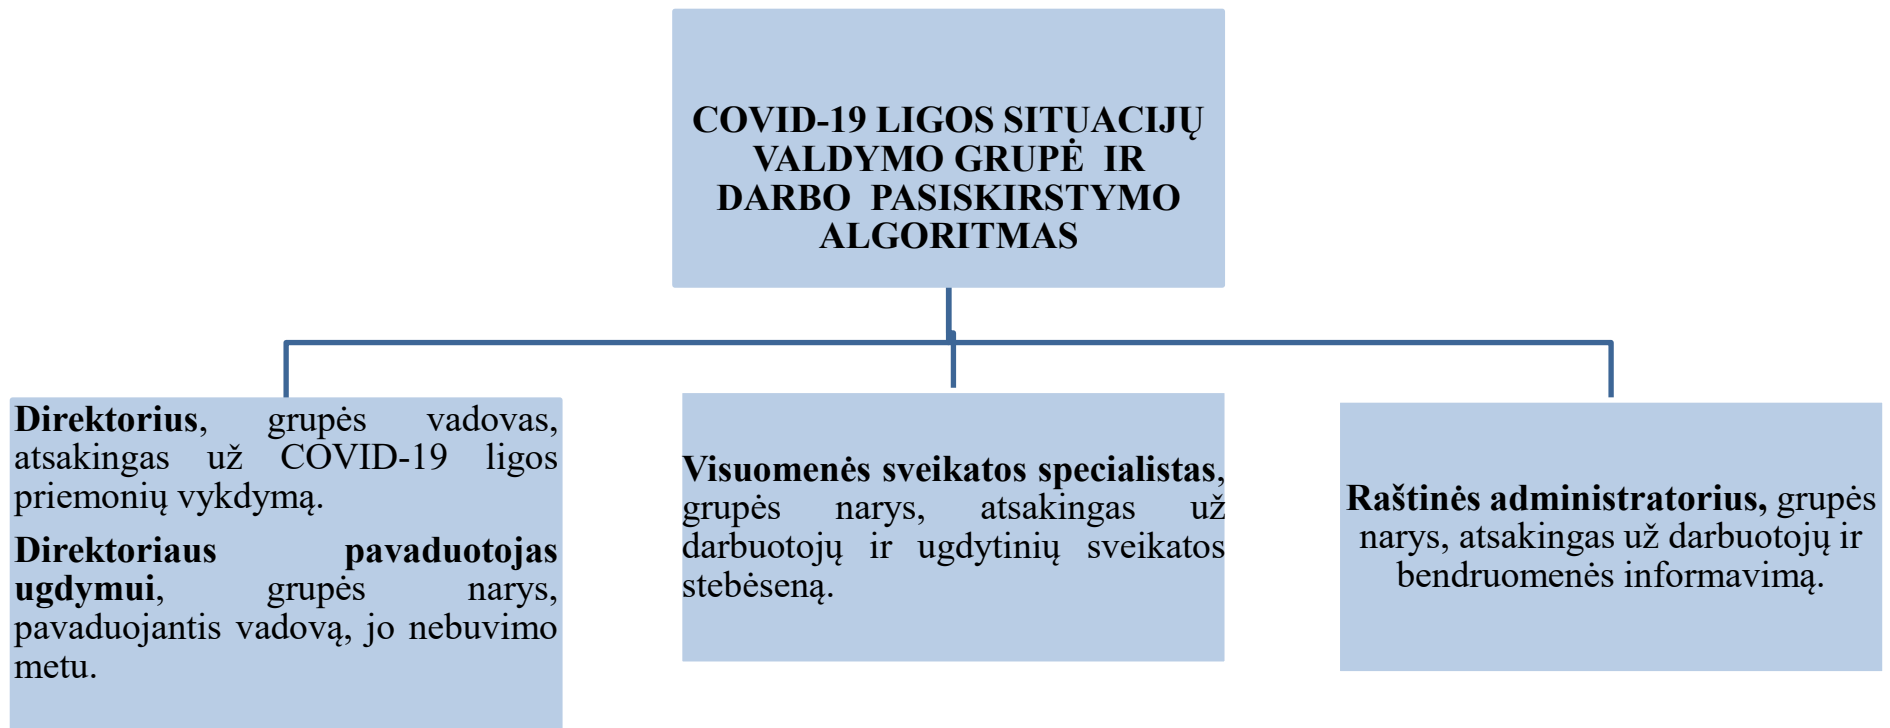 COVID-19 LIGOS SITUACIJŲ
VALDYMO GRUPĖ IR
DARBO PASISKIRSTYMO
ALGORITMAS
Direktorius, grupės vadovas,
atsakingas už COVID-19 ligos
priemonių vykdymą.
Direktoriaus pavaduotojas
ugdymui, grupės narys,
pavaduojantis vadovą, jo nebuvimo
metu.
Visuomenės sveikatos specialistas,
grupės narys, atsakingas už
darbuotojų ir ugdytinių sveikatos
stebėseną.
Raštinės administratorius, grupės
narys, atsakingas už darbuotojų ir
bendruomenės informavimą.